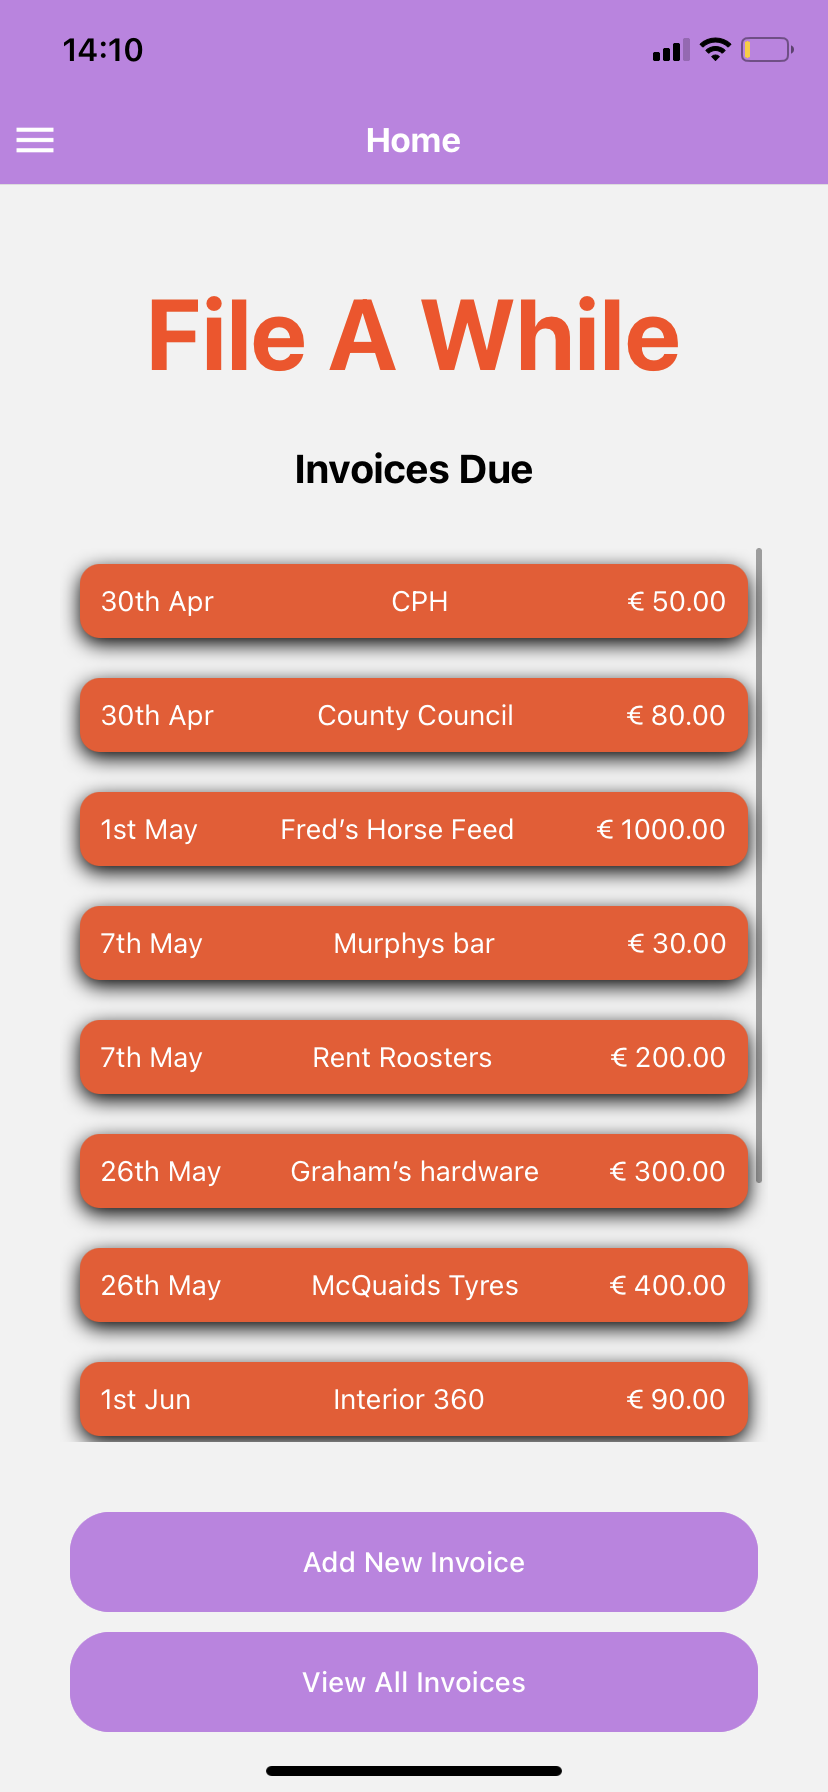 14:10
Home
File A While
Invoices Due
30th Apr CPH € 50.00
30th Apr County Council € 80.00
1st May Fred’s Horse Feed € 1000.00
7th May Murphys bar € 30.00
7th May Rent Roosters € 200.00
26th May Graham’s hardware € 300.00
26th May McQuaids Tyres € 400.00
1st Jun Interior 360 € 90.00
Add New Invoice
View All Invoices